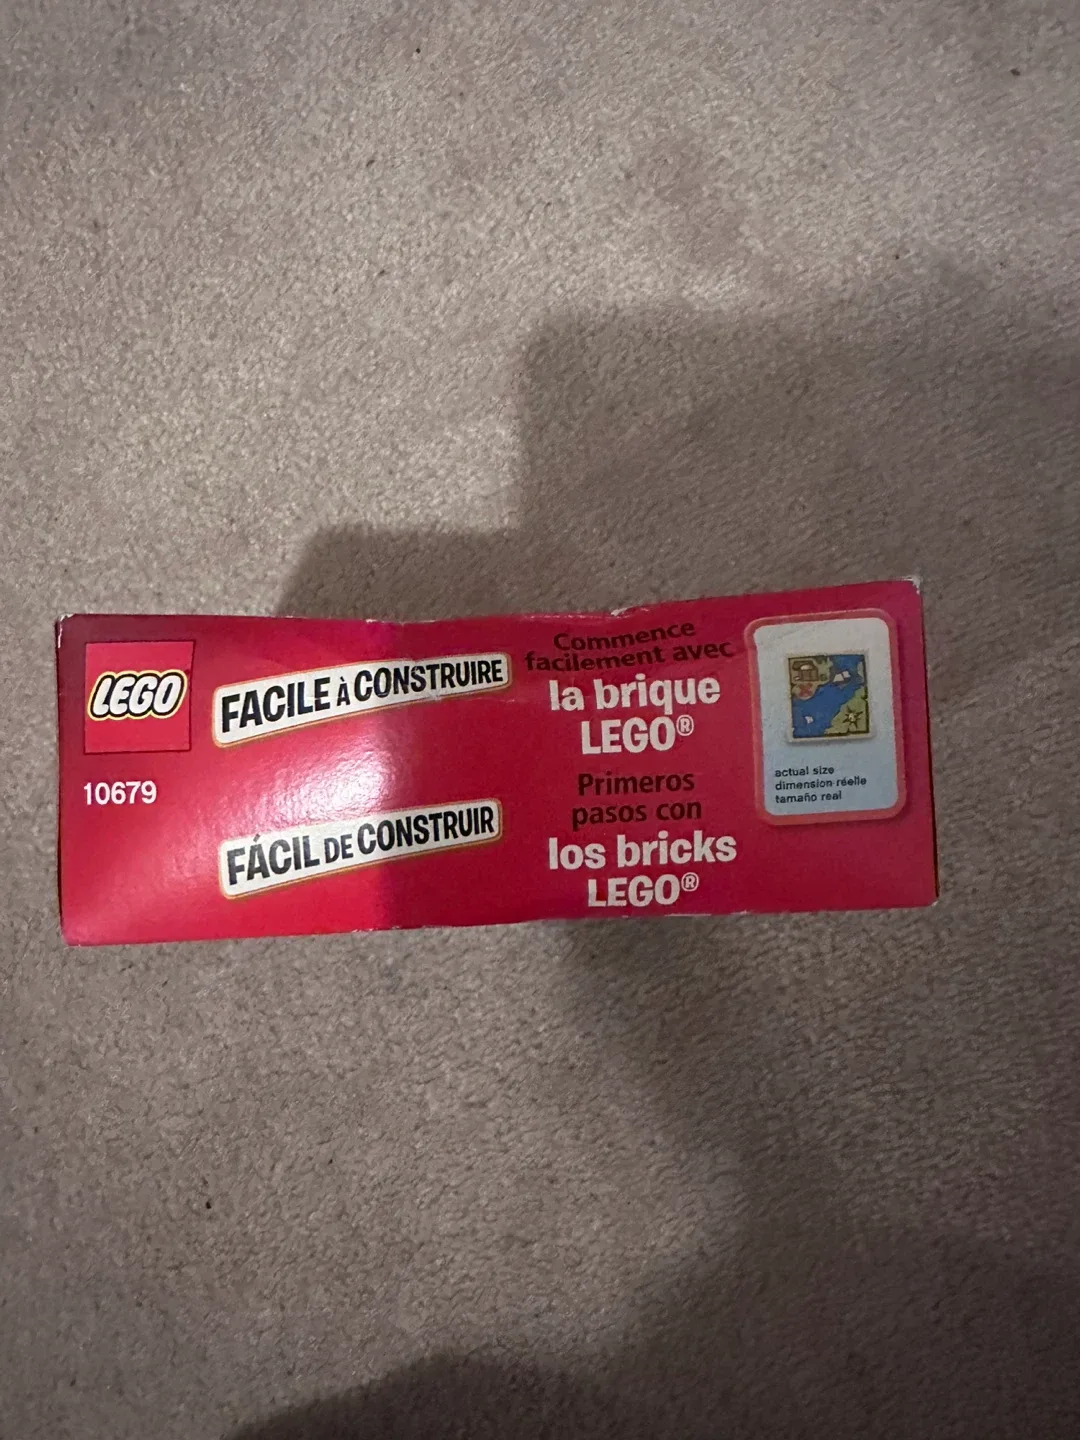 LEGO
10679
FACILE À CONSTRUIRE
FÁCIL DE CONSTRUIR
Commence
facilement avec
la brique
LEGO®
Primeros
pasos con
los bricks
LEGO®
actual size
dimension réelle
tamaño real